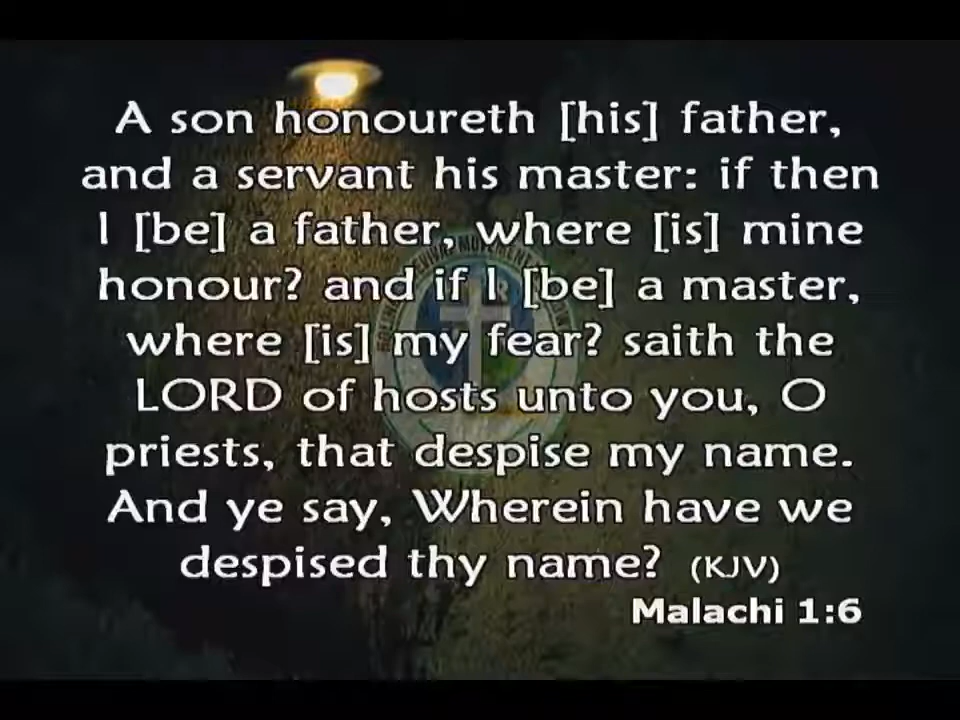 A son honoureth [his] father,
and a servant his master: if then
I [be] a father, where [is] mine
honour? and if I [be] a master,
where [is] my fear? saith the
LORD of hosts unto you, O
priests, that despise my name.
And ye say, Wherein have we
despised thy name? (KJV)
Malachi 1:6